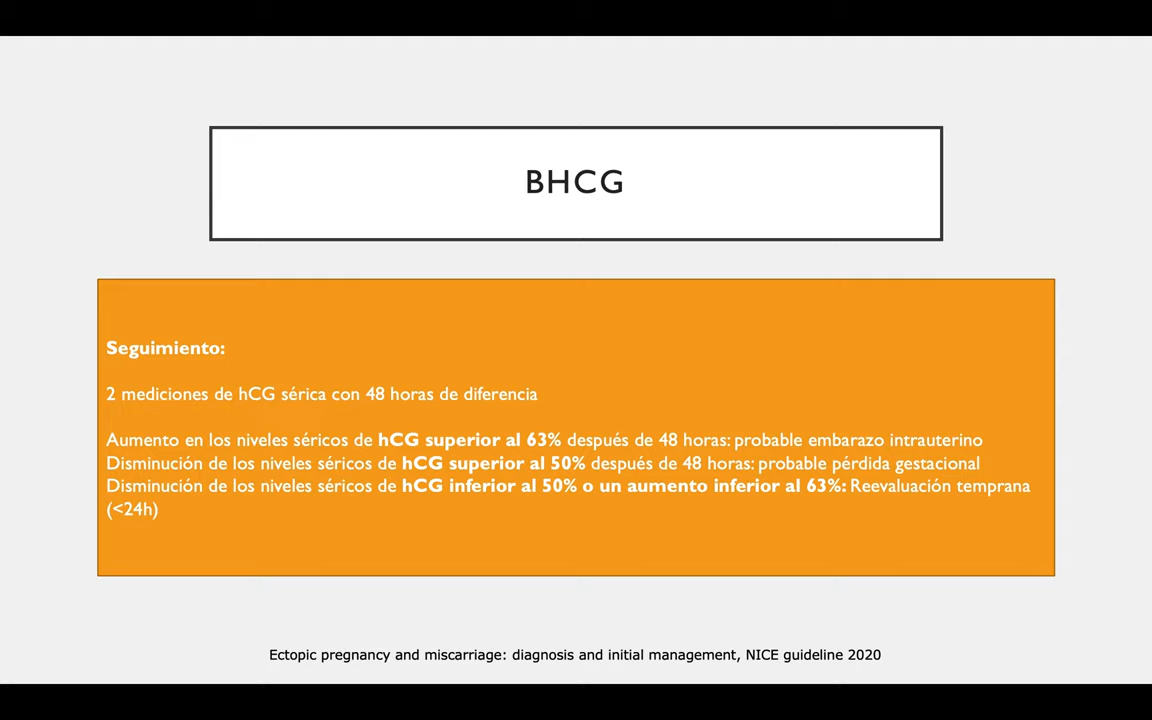 BHCG
Seguimiento:
2 mediciones de hCG sérica con 48 horas de diferencia
Aumento en los niveles séricos de hCG superior al 63% después de 48 horas: probable embarazo intrauterino
Disminución de los niveles séricos de hCG superior al 50% después de 48 horas: probable pérdida gestacional
Disminución de los niveles séricos de hCG inferior al 50% o un aumento inferior al 63%: Reevaluación temprana
(<24h)
Ectopic pregnancy and miscarriage: diagnosis and initial management, NICE guideline 2020